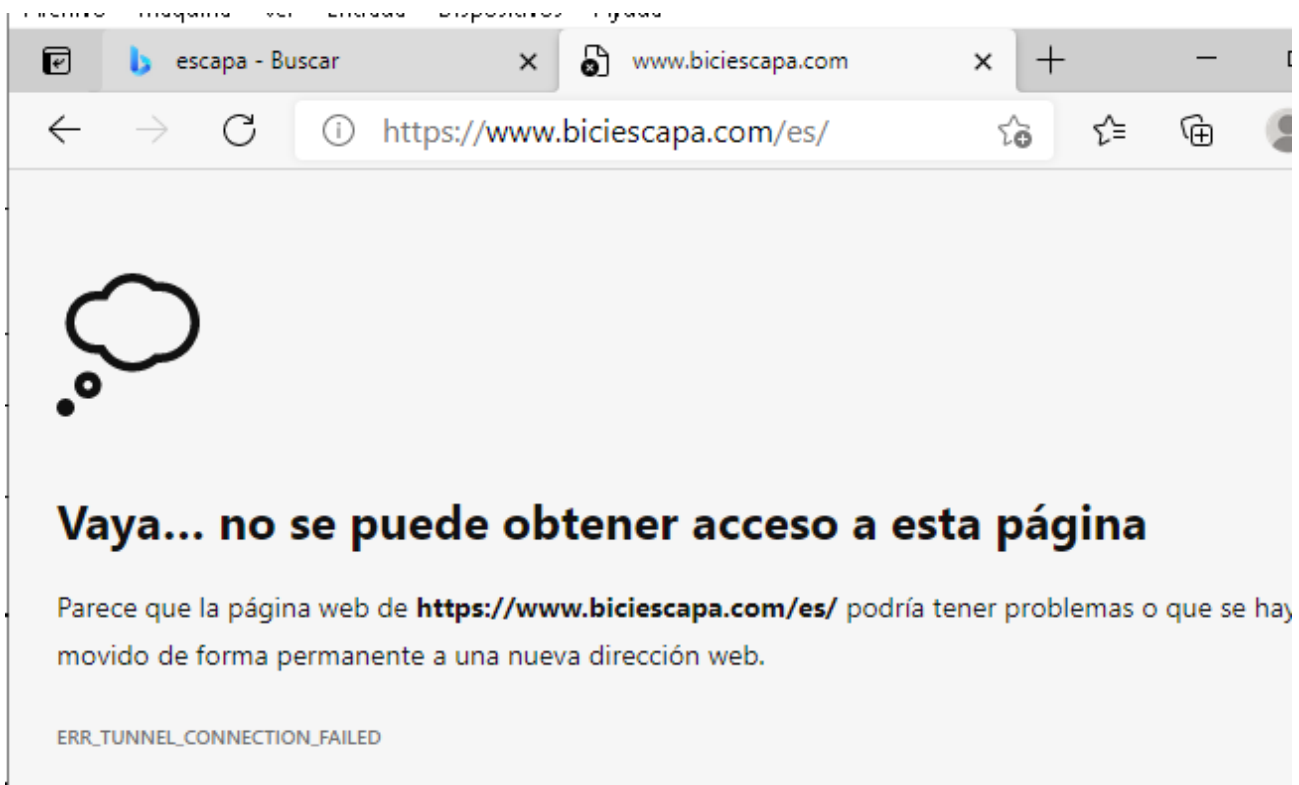 escapa - Buscar
www.biciescapa.com
https://www.biciescapa.com/es/
Vaya... no se puede obtener acceso a esta página
Parece que la página web de https://www.biciescapa.com/es/ podría tener problemas o que se
movido de forma permanente a una nueva dirección web.
ERR_TUNNEL_CONNECTION_FAILED